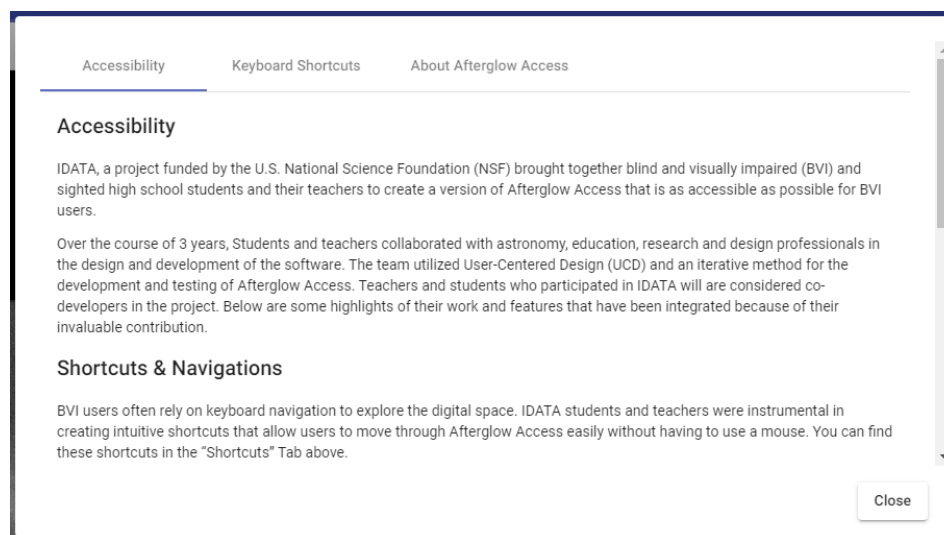 Accessibility Keyboard Shortcuts About Afterglow Access
Accessibility
IDATA, a project funded by the U.S. National Science Foundation (NSF) brought together blind and visually impaired (BVI) and
sighted high school students and their teachers to create a version of Afterglow Access that is as accessible as possible for BVI
users.
Over the course of 3 years, Students and teachers collaborated with astronomy, education, research and design professionals in
the design and development of the software. The team utilized User-Centered Design (UCD) and an iterative method for the
development and testing of Afterglow Access. Teachers and students who participated in IDATA will are considered co-
developers in the project. Below are some highlights of their work and features that have been integrated because of their
invaluable contribution.
Shortcuts & Navigations
BVI users often rely on keyboard navigation to explore the digital space. IDATA students and teachers were instrumental in
creating intuitive shortcuts that allow users to move through Afterglow Access easily without having to use a mouse. You can find
these shortcuts in the “Shortcuts” Tab above.
Close